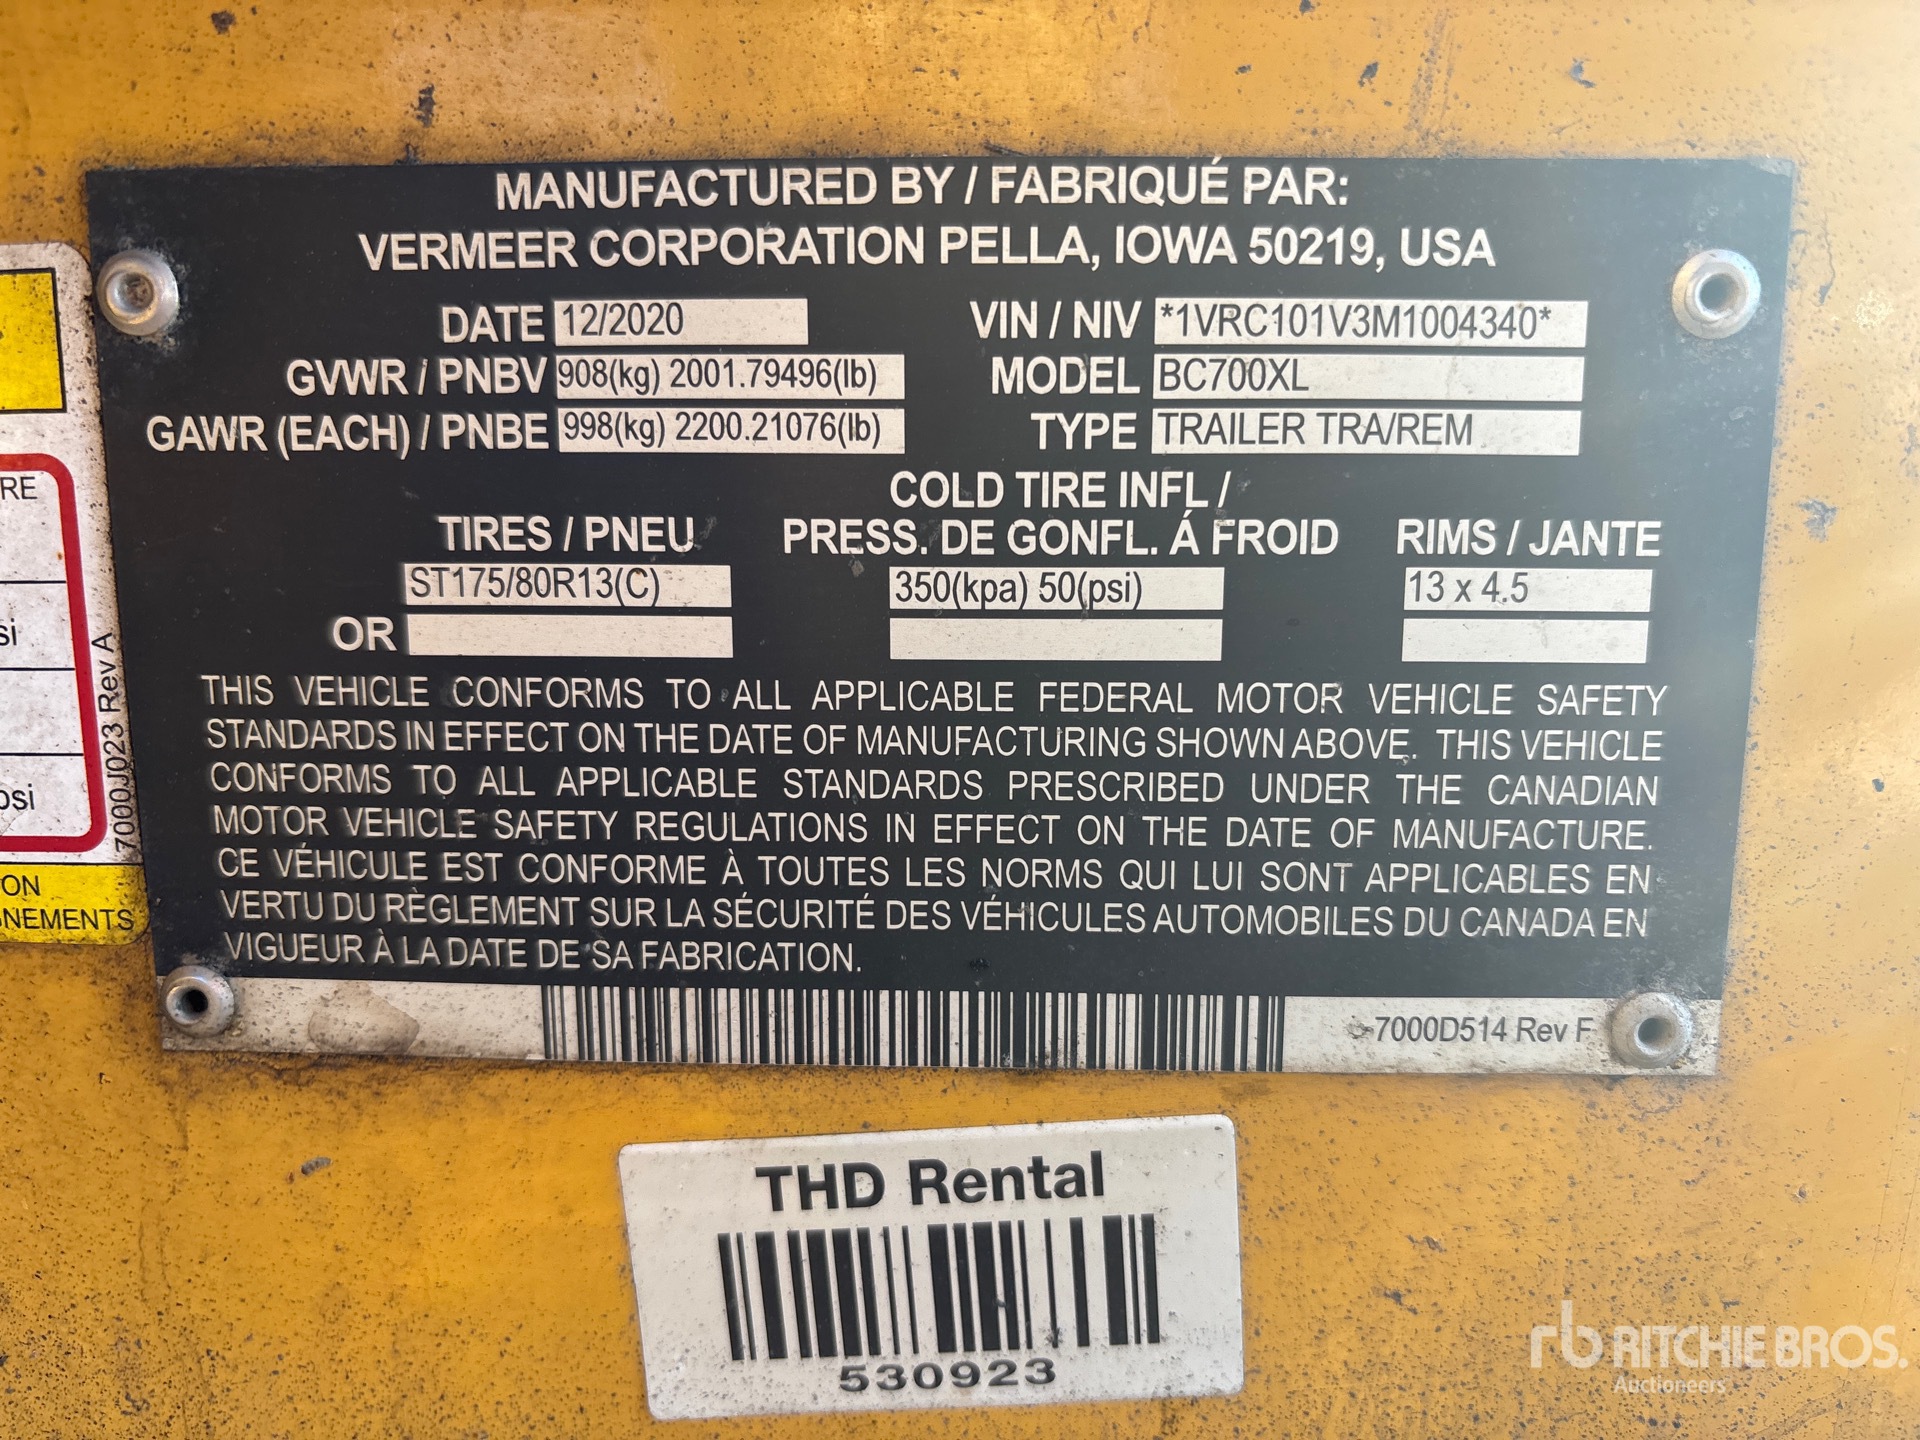 MANUFACTURED BY / FABRIQUÉ PAR:
VERMEER CORPORATION PELLA, IOWA 50219, USA
DATE 12/2020 VIN / NIV *1VRC101V3M1004340*
GVWR / PNBV 908(kg) 2001.79496(lb) MODEL BC700XL
GAWR (EACH) / PNBE 998(kg) 2200.21076(lb) TYPE TRAILER TRA/REM
COLD TIRE INFL /
TIRES / PNEU PRESS. DE GONFL. Á FROID RIMS / JANTE
ST175/80R13(C) 350(kpa) 50(psi) 13 x 4.5
OR
THIS VEHICLE CONFORMS TO ALL APPLICABLE FEDERAL MOTOR VEHICLE SAFETY
STANDARDS IN EFFECT ON THE DATE OF MANUFACTURING SHOWN ABOVE. THIS VEHICLE
CONFORMS TO ALL APPLICABLE STANDARDS PRESCRIBED UNDER THE CANADIAN
MOTOR VEHICLE SAFETY REGULATIONS IN EFFECT ON THE DATE OF MANUFACTURE.
CE VÉHICULE EST CONFORME À TOUTES LES NORMS QUI LUI SONT APPLICABLES EN
VERTU DU RÈGLEMENT SUR LA SÉCURITÉ DES VÉHICULES AUTOMOBILES DU CANADA EN
VIGUEUR À LA DATE DE SA FABRICATION.
7000D514 Rev F
7000J023 Rev A
THD Rental
530923
rb RITCHIE BROS.
Auctioneers